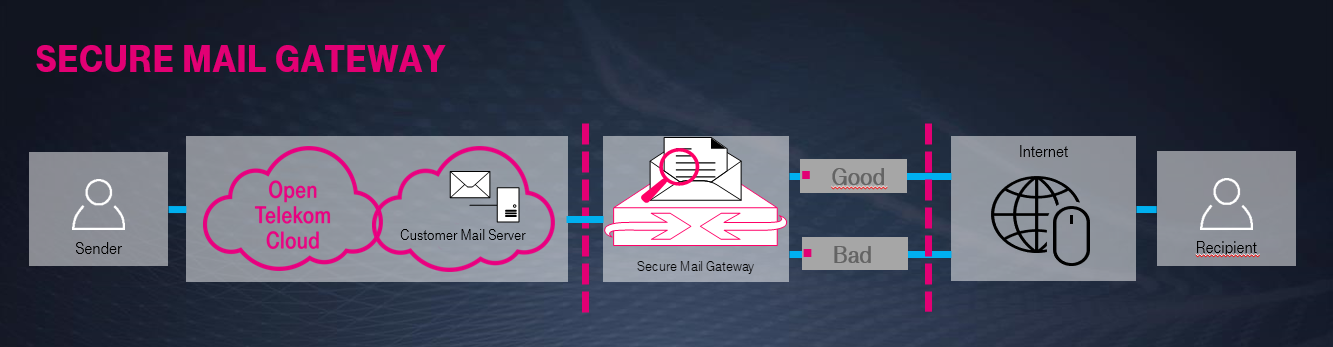 SECURE MAIL GATEWAY
Sender
Open
Telekom
Cloud
Customer Mail Server
Secure Mail Gateway
Good
Bad
Internet
Recipient